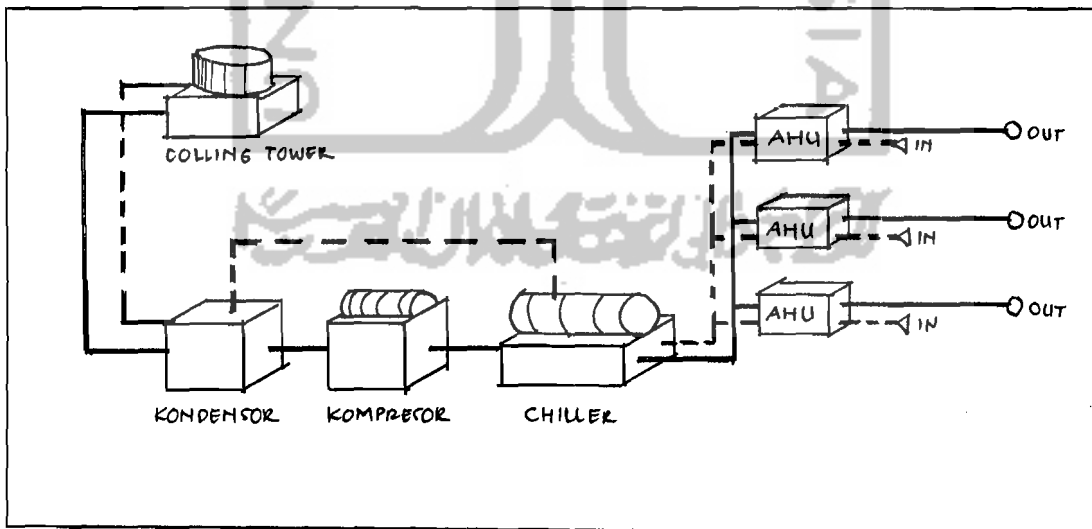 COLLING TOWER
AHU
OUT
IN
AHU
OUT
IN
AHU
OUT
IN
KONDENSOR
KOMPRESOR
CHILLER